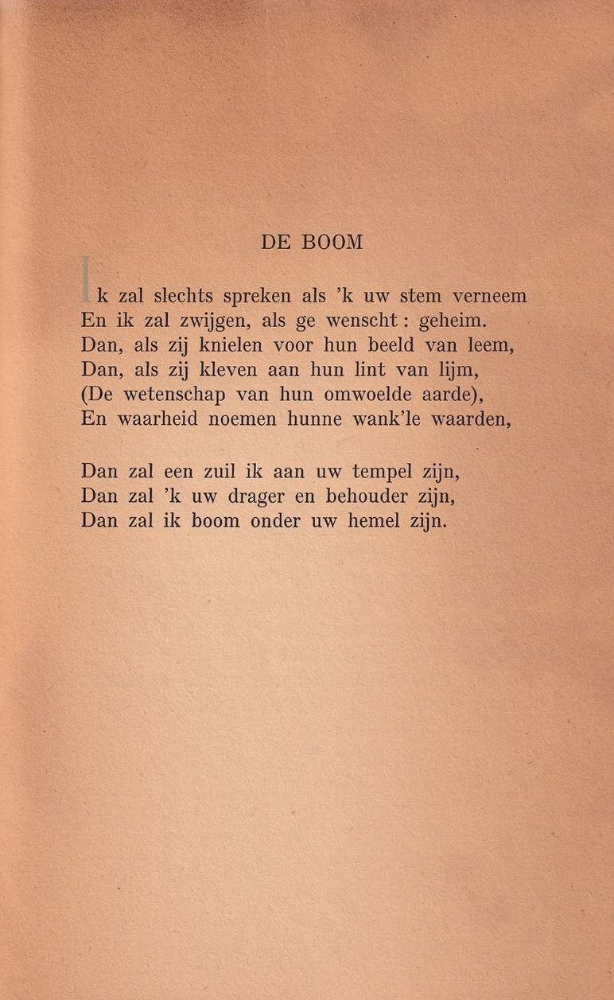 DE BOOM
Ik zal slechts spreken als ’k uw stem verneem
En ik zal zwijgen, als ge wenscht : geheim.
Dan, als zij knielen voor hun beeld van leem,
Dan, als zij kleven aan hun lint van lijm,
(De wetenschap van hun omwoelde aarde),
En waarheid noemen hunne wank’le waarden,
Dan zal een zuil ik aan uw tempel zijn,
Dan zal ’k uw drager en behouder zijn,
Dan zal ik boom onder uw hemel zijn.